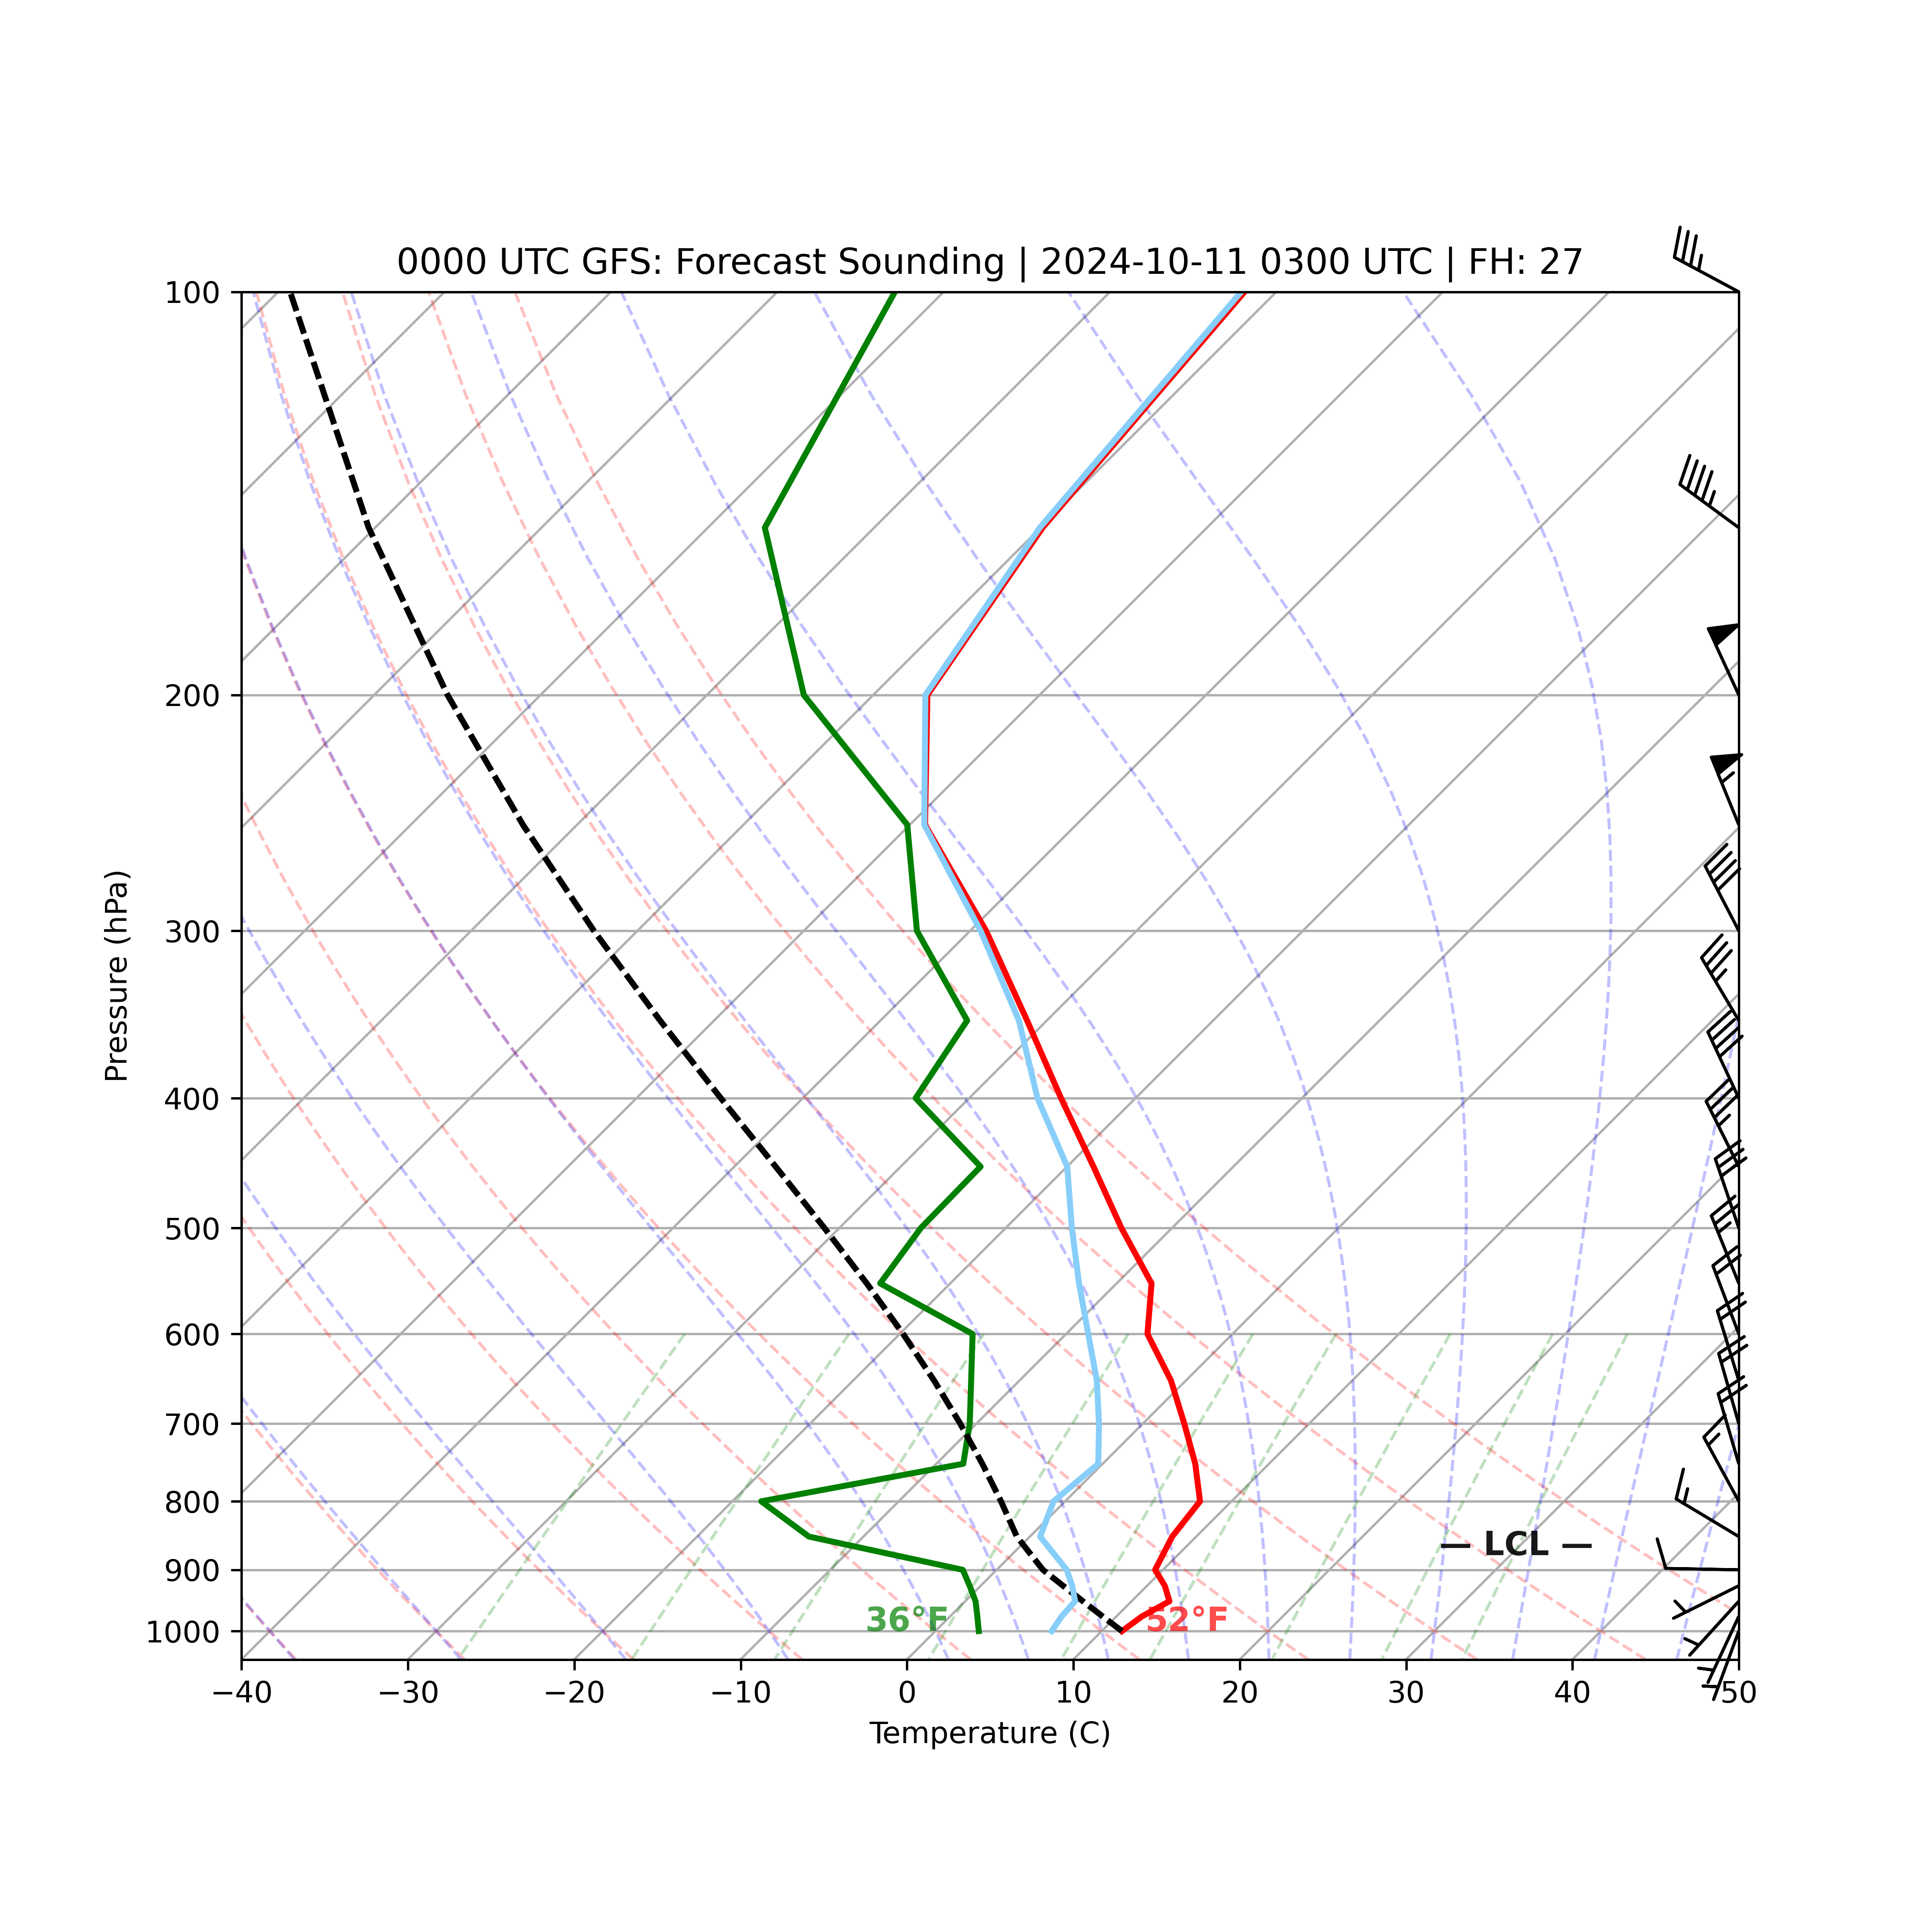 0000 UTC GFS: Forecast Sounding | 2024-10-11 0300 UTC | FH: 27
100
200
300
400
500
600
700
800
900
1000
Pressure (hPa)
— LCL —
36°F
52°F
−40 −30 −20 −10 0 10 20 30 40 50
Temperature (C)